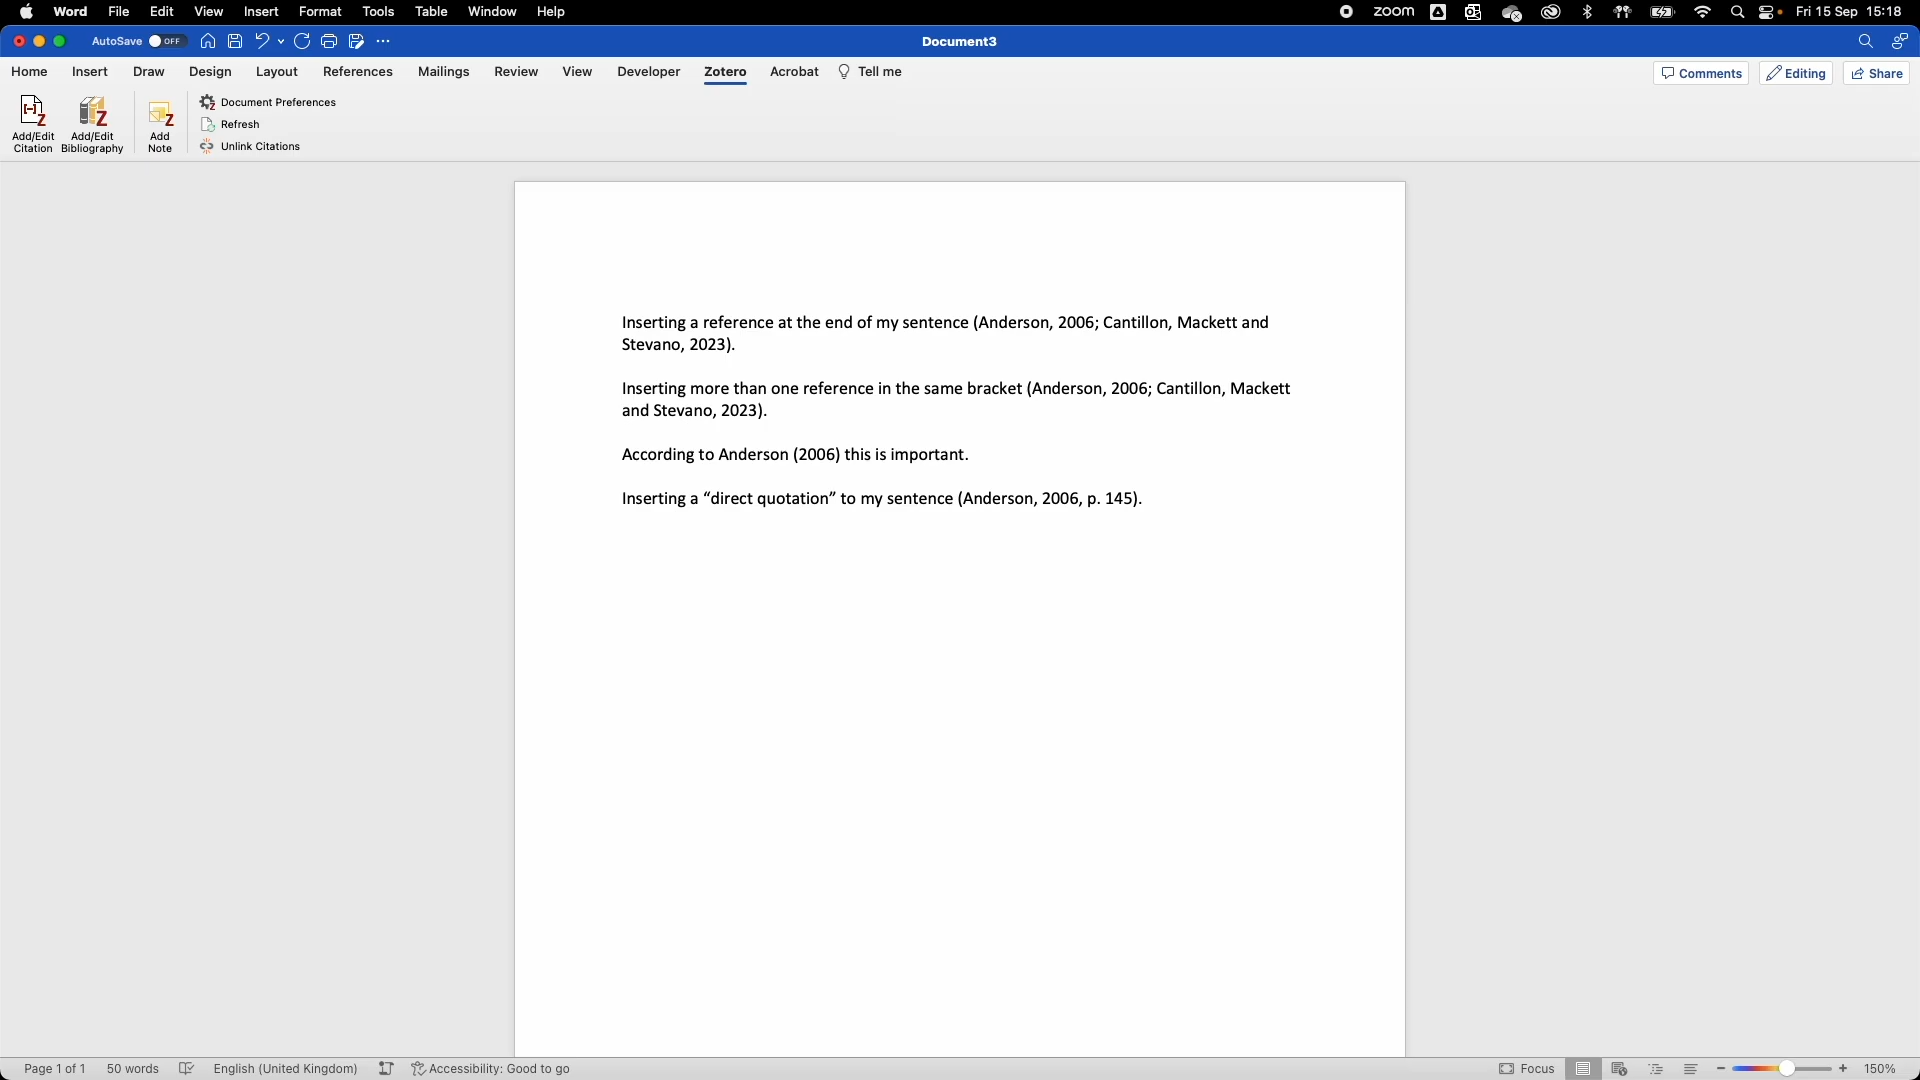 Word File Edit View Insert Format Tools Table Window Help zoom Fri 15 Sep 15:18
AutoSave OFF Document3
Home Insert Draw Design Layout References Mailings Review View Developer Zotero Acrobat Tell me Comments Editing Share
Add/Edit Citation
Add/Edit Bibliography
Add Note
Document Preferences
Refresh
Unlink Citations
Inserting a reference at the end of my sentence (Anderson, 2006; Cantillon, Mackett and
Stevano, 2023).
Inserting more than one reference in the same bracket (Anderson, 2006; Cantillon, Mackett
and Stevano, 2023).
According to Anderson (2006) this is important.
Inserting a “direct quotation” to my sentence (Anderson, 2006, p. 145).
Page 1 of 1 50 words English (United Kingdom) Accessibility: Good to go Focus 150%